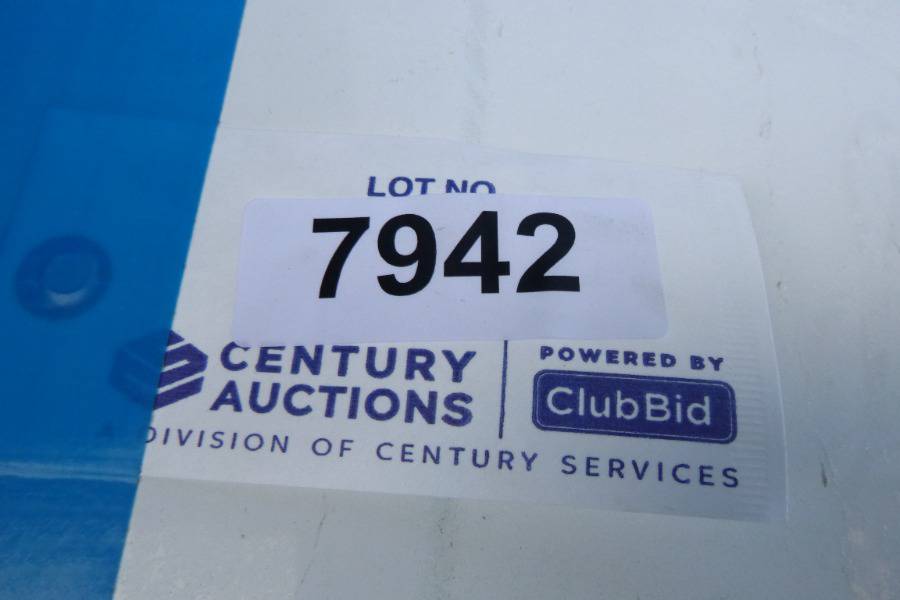 LOT NO
7942
CENTURY
AUCTIONS
POWERED BY
ClubBid
DIVISION OF CENTURY SERVICES